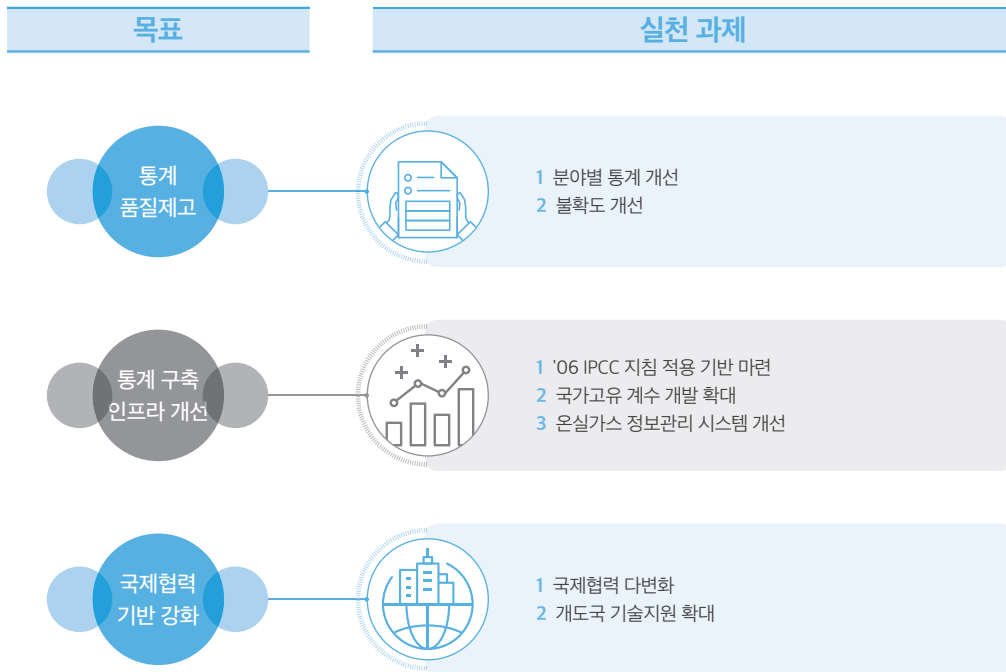 목표
실천 과제
통계
품질제고
1 분야별 통계 개선
2 불확도 개선
통계 구축
인프라 개선
1 '06 IPCC 지침 적용 기반 마련
2 국가고유 계수 개발 확대
3 온실가스 정보관리 시스템 개선
국제협력
기반 강화
1 국제협력 다변화
2 개도국 기술지원 확대